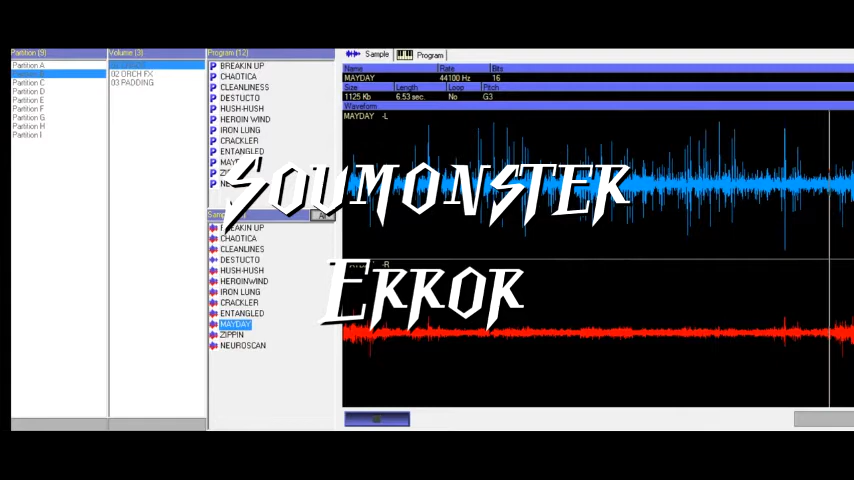 Partition (9)
Partition A
Partition C
Partition D
Partition E
Partition F
Partition G
Partition H
Partition I
Volume (3)
02 ORCH FX
03 PADDING
Program (12)
BREAKIN UP
CHAOTICA
CLEANLINESS
DESTUCTO
HUSH-HUSH
HEROIN WIND
IRON LUNG
CRACKLER
ENTANGLED
BREAKIN UP
CHAOTICA
CLEANLINES
DESTUCTO
HUSH-HUSH
HEROINWIND
IRON LUNG
CRACKLER
ENTANGLED
MAYDAY
ZIPPIN
NEUROSCAN
Sample Program
Name Rate Bits
MAYDAY 44100 Hz 16
Size Length Loop Pitch
1125 Kb 6.53 sec. No G3
Waveform
MAYDAY -L
-R
SOUMONSTER
ERROR